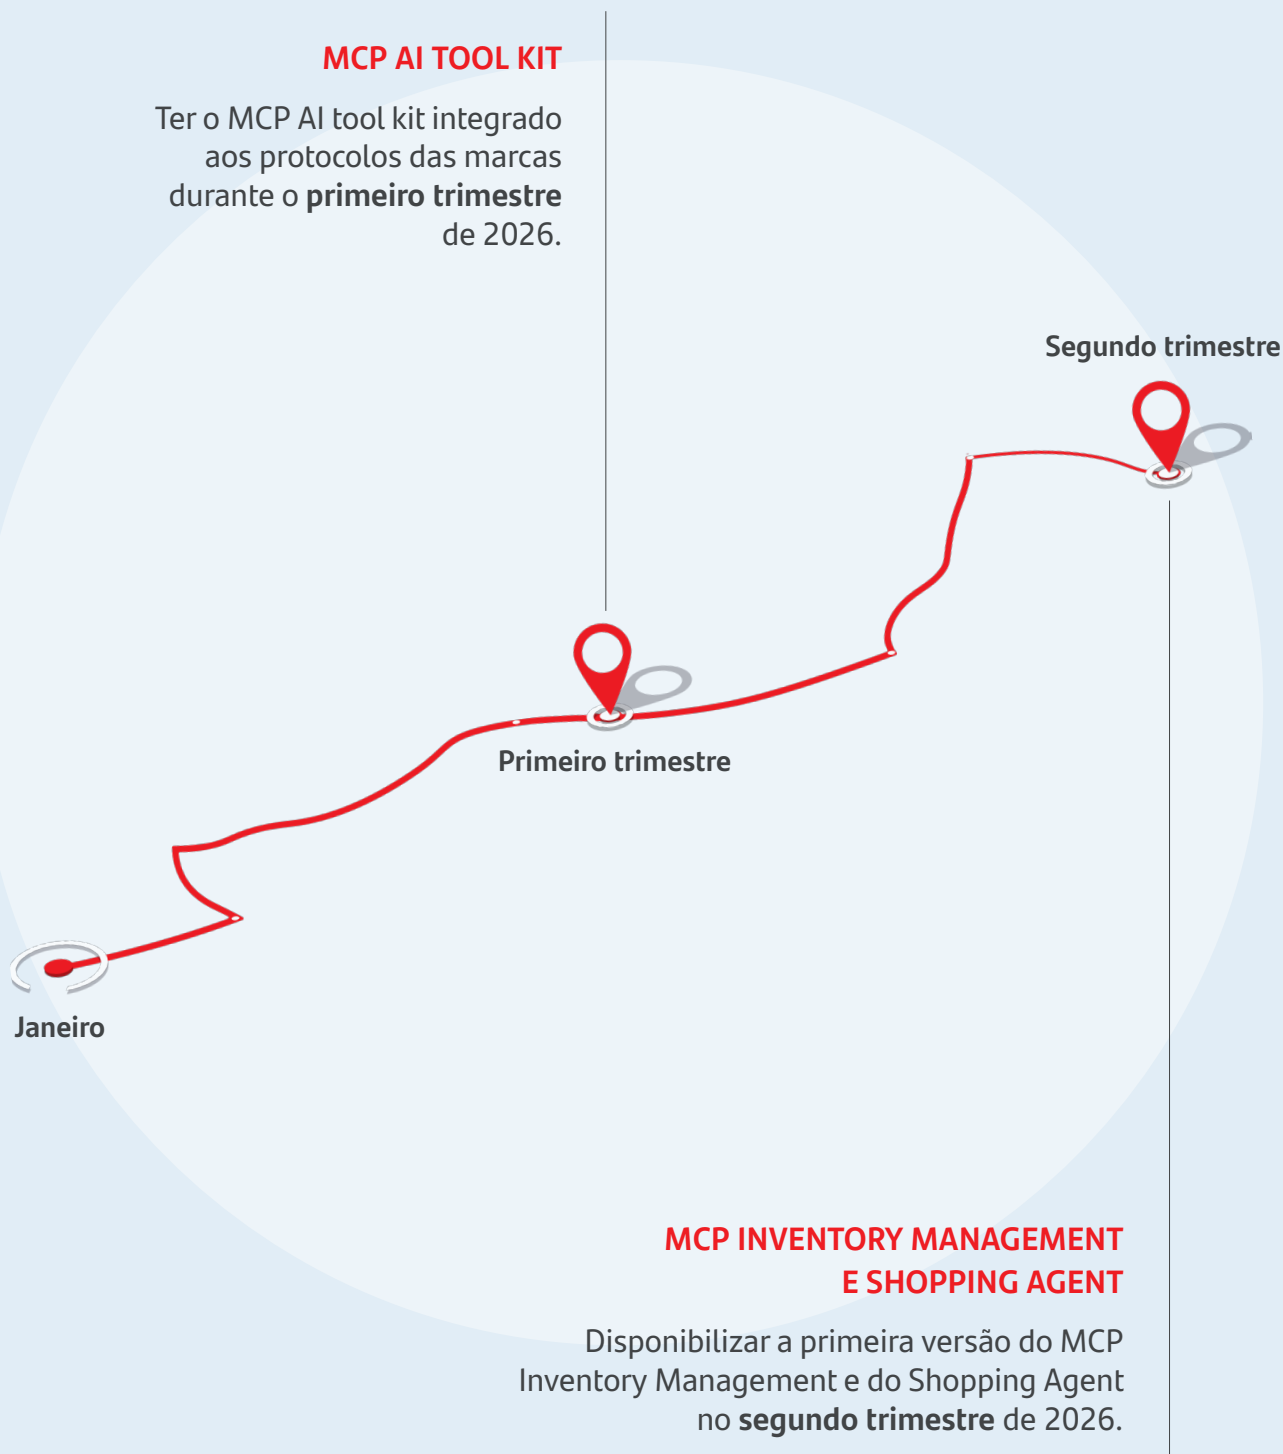 MCP AI TOOL KIT
Ter o MCP AI tool kit integrado
aos protocolos das marcas
durante o primeiro trimestre
de 2026.
Segundo trimestre
Primeiro trimestre
Janeiro
MCP INVENTORY MANAGEMENT
E SHOPPING AGENT
Disponibilizar a primeira versão do MCP
Inventory Management e do Shopping Agent
no segundo trimestre de 2026.